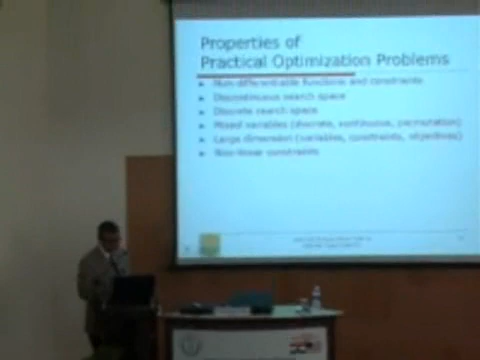 Properties of
Practical Optimization Problems
Non-differentiable functions and constraints
Discontinuous search space
Discrete search space
Mixed variables (discrete, continuous, permutation)
Large dimension (variables, constraints, objectives)
Non-linear constraints